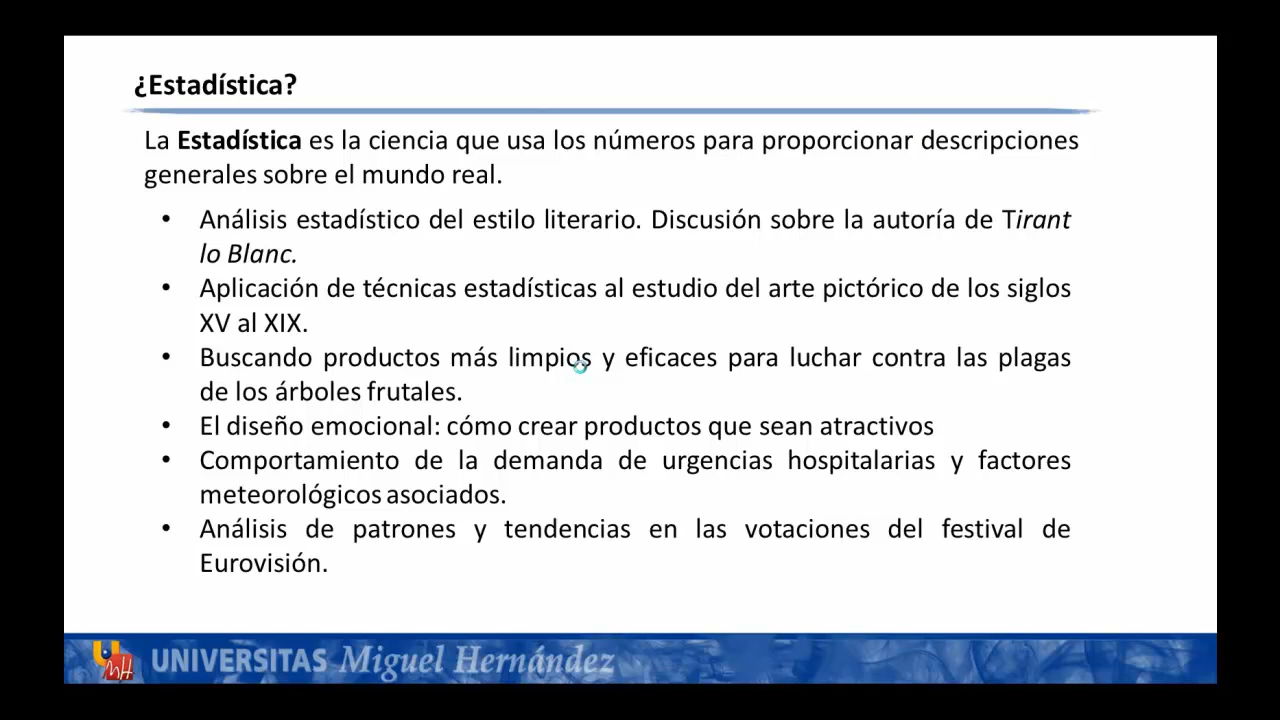 ¿Estadística?
La Estadística es la ciencia que usa los números para proporcionar descripciones
generales sobre el mundo real.
• Análisis estadístico del estilo literario. Discusión sobre la autoría de Tirant
lo Blanc.
• Aplicación de técnicas estadísticas al estudio del arte pictórico de los siglos
XV al XIX.
• Buscando productos más limpios y eficaces para luchar contra las plagas
de los árboles frutales.
• El diseño emocional: cómo crear productos que sean atractivos
• Comportamiento de la demanda de urgencias hospitalarias y factores
meteorológicos asociados.
• Análisis de patrones y tendencias en las votaciones del festival de
Eurovisión.
UMH UNIVERSITAS Miguel Hernández